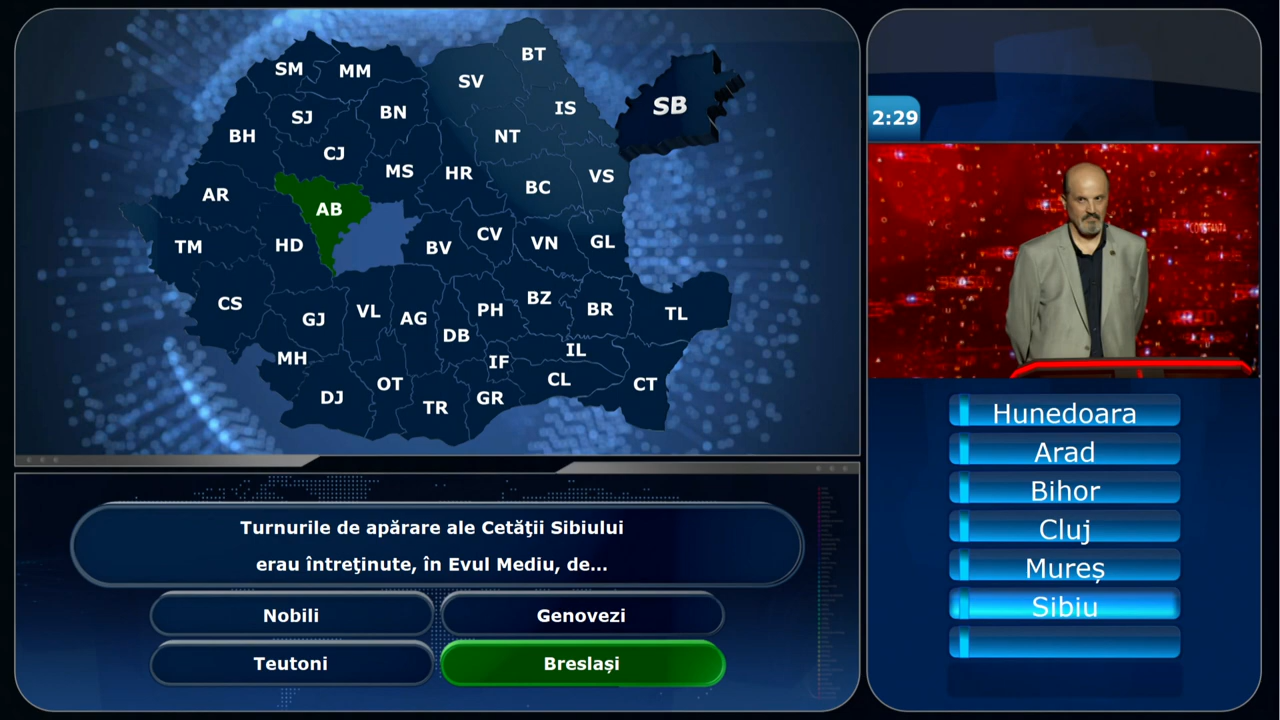 BT
SM
MM
SV
SB
SJ
BN
IS
BH
NT
CJ
MS
HR
VS
BC
AR
AB
CV
BV
VN
GL
TM
HD
CS
VL
AG
PH
BZ
BR
TL
GJ
DB
MH
IF
IL
CL
CT
DJ
OT
TR
GR
Turnurile de apărare ale Cetăţii Sibiului
erau întreţinute, în Evul Mediu, de...
Nobili
Genovezi
Teutoni
Breslași
2:29
CONSTANTA
Hunedoara
Arad
Bihor
Cluj
Mureș
Sibiu